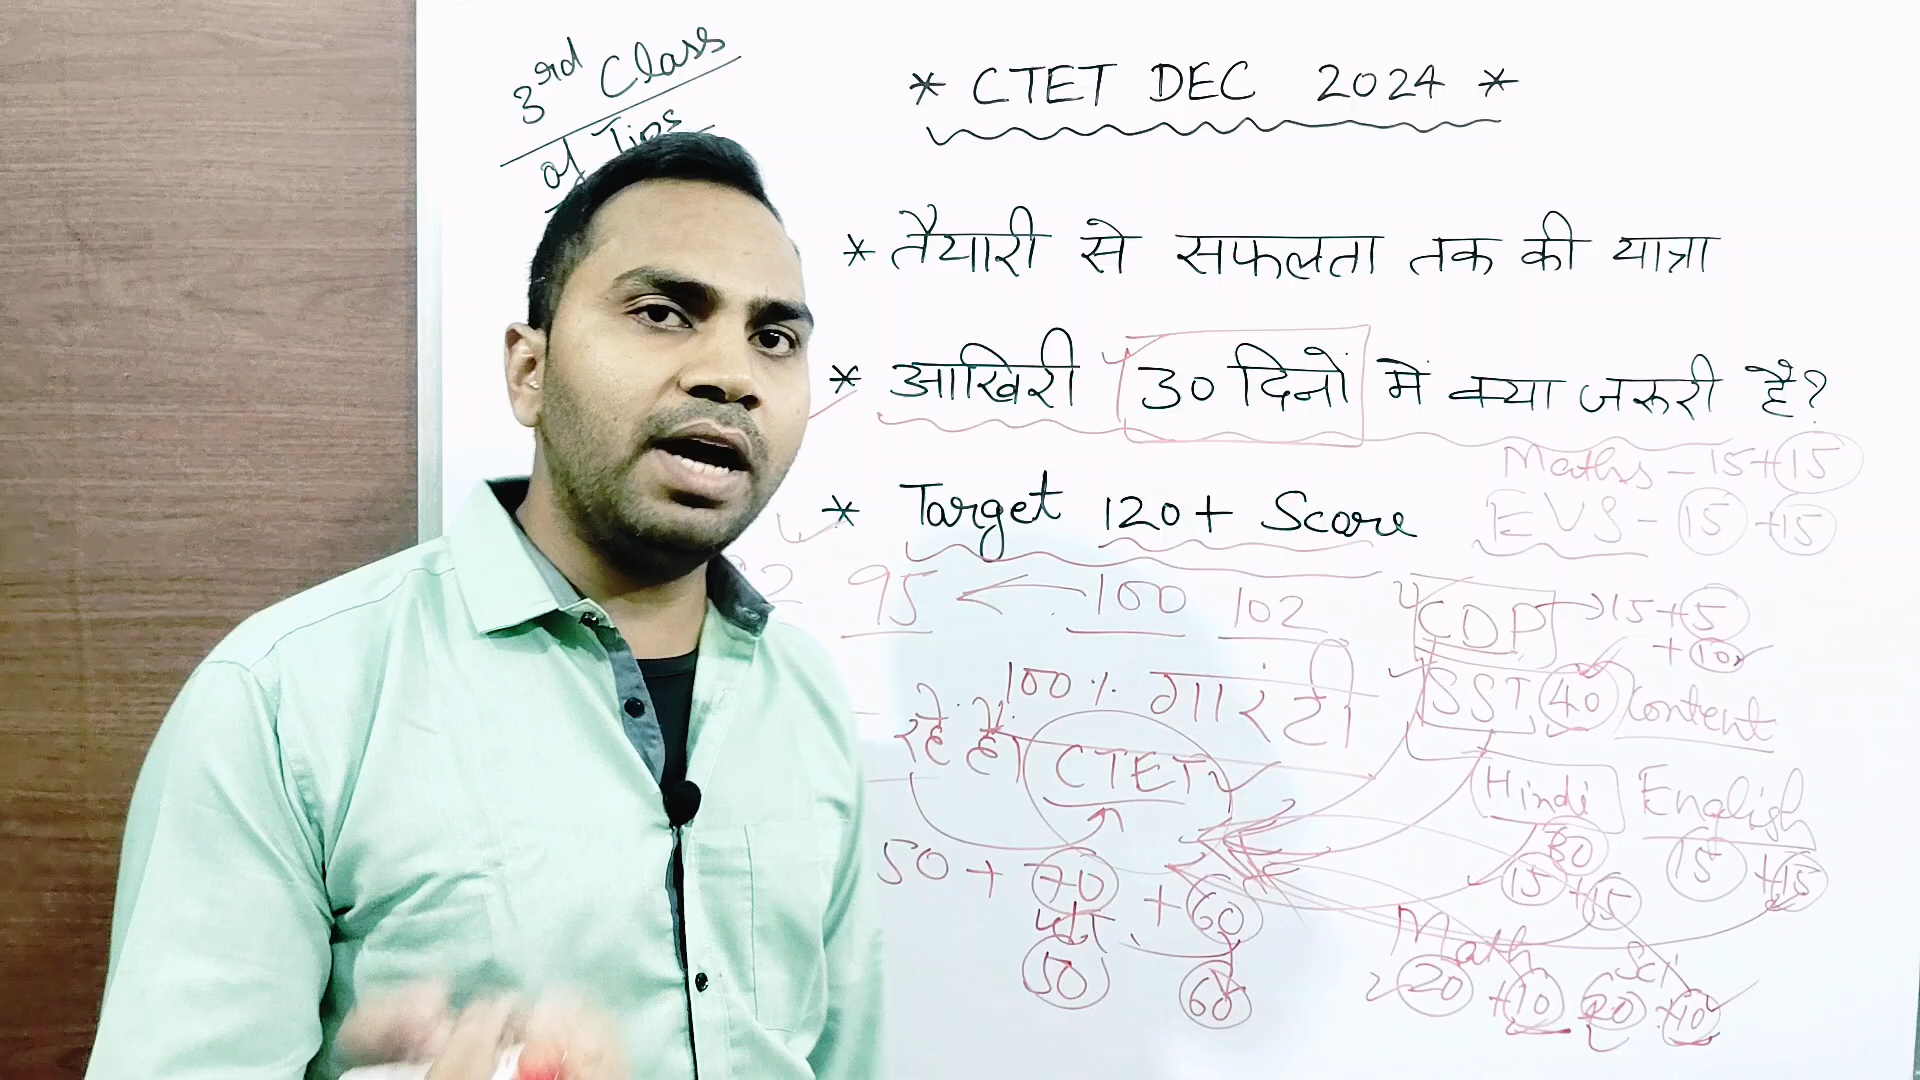 3rd Class
of Tips
* CTET DEC 2024 *
* तैयारी से सफलता तक की यात्रा
* आखिरी 30 दिनों में क्या जरूरी है?
Maths - 15+15
* Target 120+ Score
EVS - 15 +15
95 ← 100 102
CDP → 15+5
+10
100% गारंटी
SST 40 Content
रहे हैं।
CTET
Hindi English
30
15 +15 15 +15
50 + 70 + 60
50 60
Math Sci
20 +10 20 +10